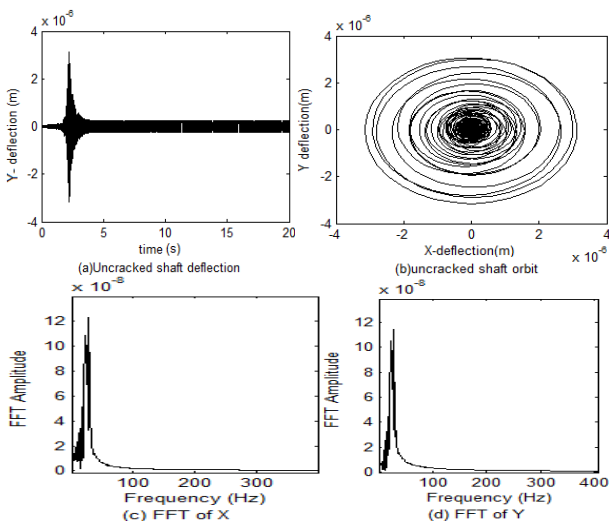 x 10⁻⁶
4
2
0
-2
-4
0 5 10 15 20
Y- deflection (m)
time (s)
(a)Uncracked shaft deflection
x 10⁻⁶
4
2
0
-2
-4
-4 -2 0 2 4
Y deflection(m)
X-deflection(m)
x 10⁻⁶
(b)uncracked shaft orbit
x 10⁻⁸
12
10
8
6
4
2
0
100 200 300
FFT Amplitude
Frequency (Hz)
(c) FFT of X
x 10⁻⁸
12
10
8
6
4
2
0
100 200 300 400
FFT Amplitude
Frequency (Hz)
(d) FFT of Y